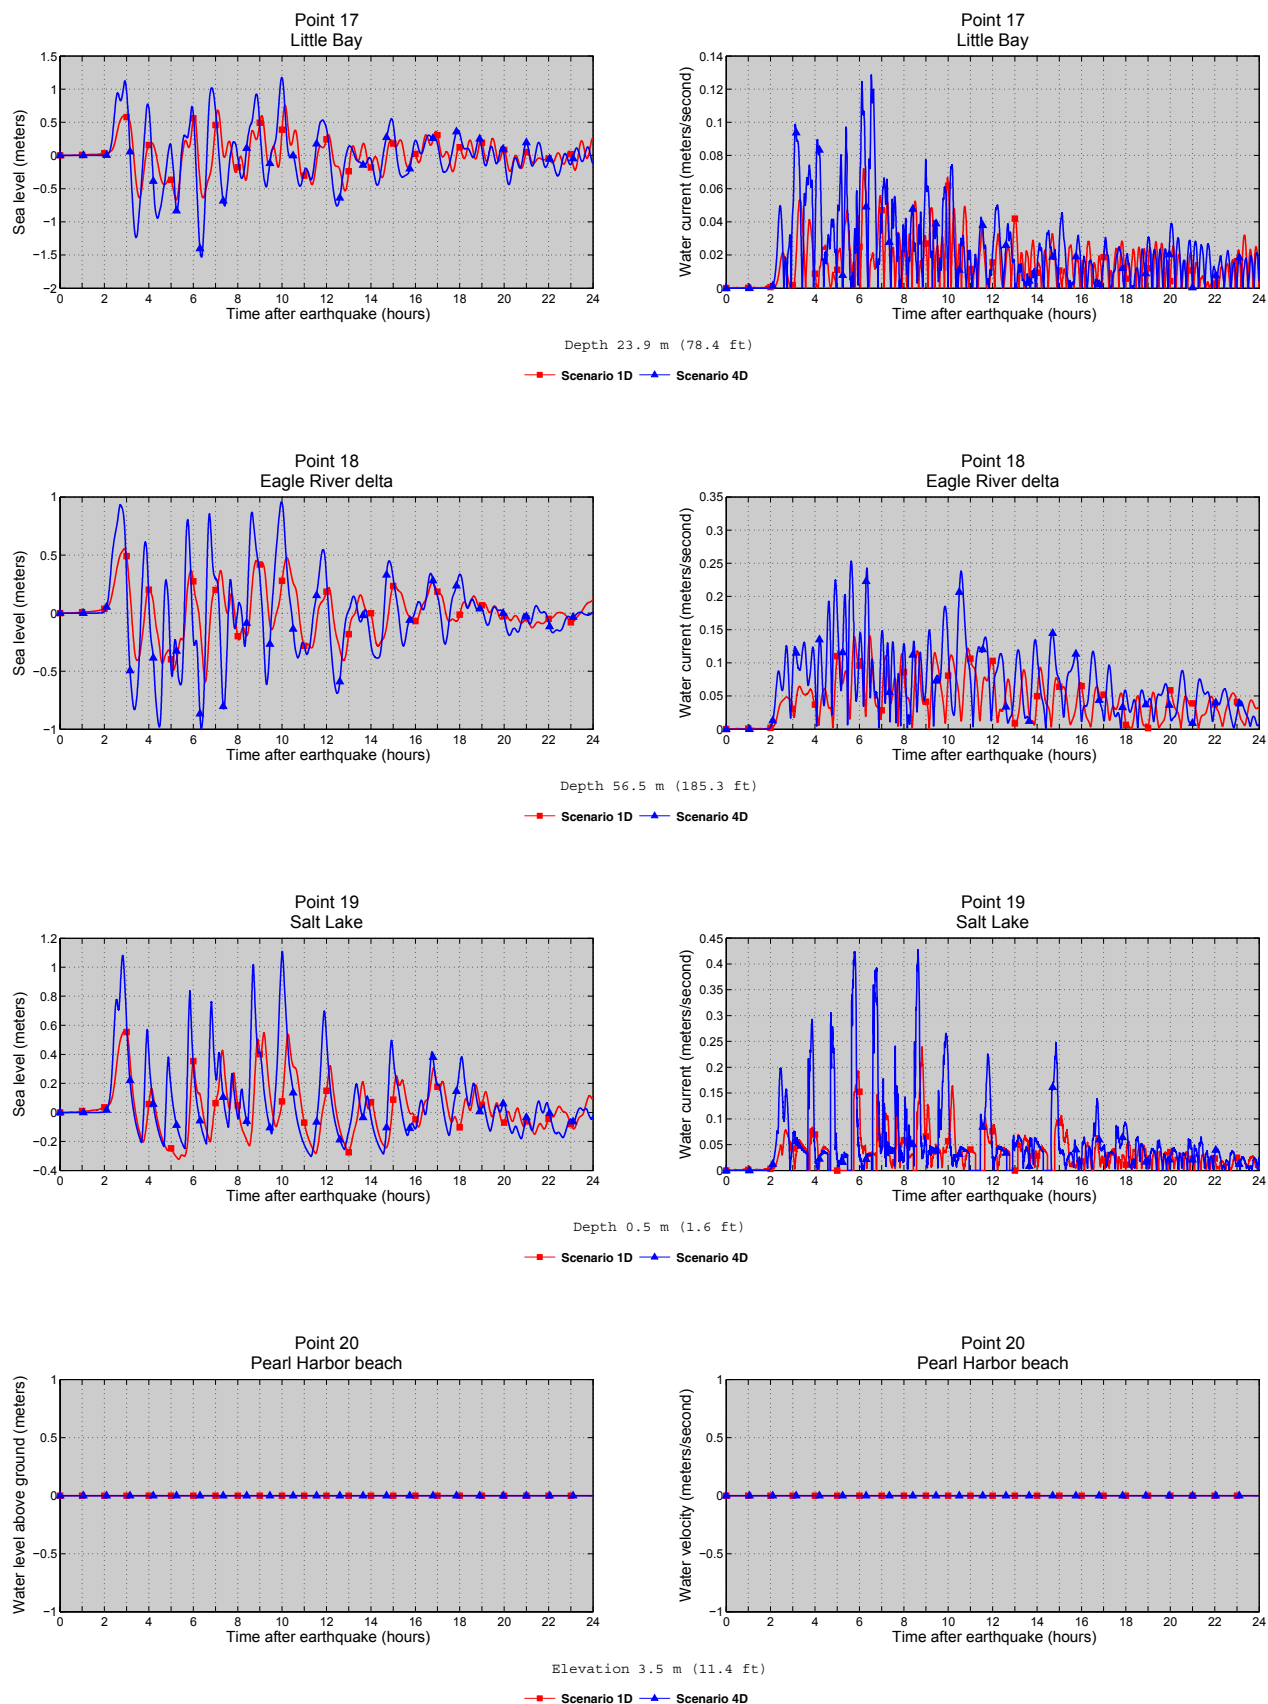 Point 17
Little Bay
Sea level (meters)
1.5
1
0.5
0
−0.5
−1
−1.5
−2
0 2 4 6 8 10 12 14 16 18 20 22 24
Time after earthquake (hours)
Point 17
Little Bay
Water current (meters/second)
0.14
0.12
0.1
0.08
0.06
0.04
0.02
0
0 2 4 6 8 10 12 14 16 18 20 22 24
Time after earthquake (hours)
Depth 23.9 m (78.4 ft)
Scenario 1D Scenario 4D
Point 18
Eagle River delta
Sea level (meters)
1
0.5
0
−0.5
−1
0 2 4 6 8 10 12 14 16 18 20 22 24
Time after earthquake (hours)
Point 18
Eagle River delta
Water current (meters/second)
0.35
0.3
0.25
0.2
0.15
0.1
0.05
0
0 2 4 6 8 10 12 14 16 18 20 22 24
Time after earthquake (hours)
Depth 56.5 m (185.3 ft)
Scenario 1D Scenario 4D
Point 19
Salt Lake
Sea level (meters)
1.2
1
0.8
0.6
0.4
0.2
0
−0.2
−0.4
0 2 4 6 8 10 12 14 16 18 20 22 24
Time after earthquake (hours)
Point 19
Salt Lake
Water current (meters/second)
0.45
0.4
0.35
0.3
0.25
0.2
0.15
0.1
0.05
0
0 2 4 6 8 10 12 14 16 18 20 22 24
Time after earthquake (hours)
Depth 0.5 m (1.6 ft)
Scenario 1D Scenario 4D
Point 20
Pearl Harbor beach
Water level above ground (meters)
1
0.5
0
−0.5
−1
0 2 4 6 8 10 12 14 16 18 20 22 24
Time after earthquake (hours)
Point 20
Pearl Harbor beach
Water velocity (meters/second)
1
0.5
0
−0.5
−1
0 2 4 6 8 10 12 14 16 18 20 22 24
Time after earthquake (hours)
Elevation 3.5 m (11.4 ft)
Scenario 1D Scenario 4D